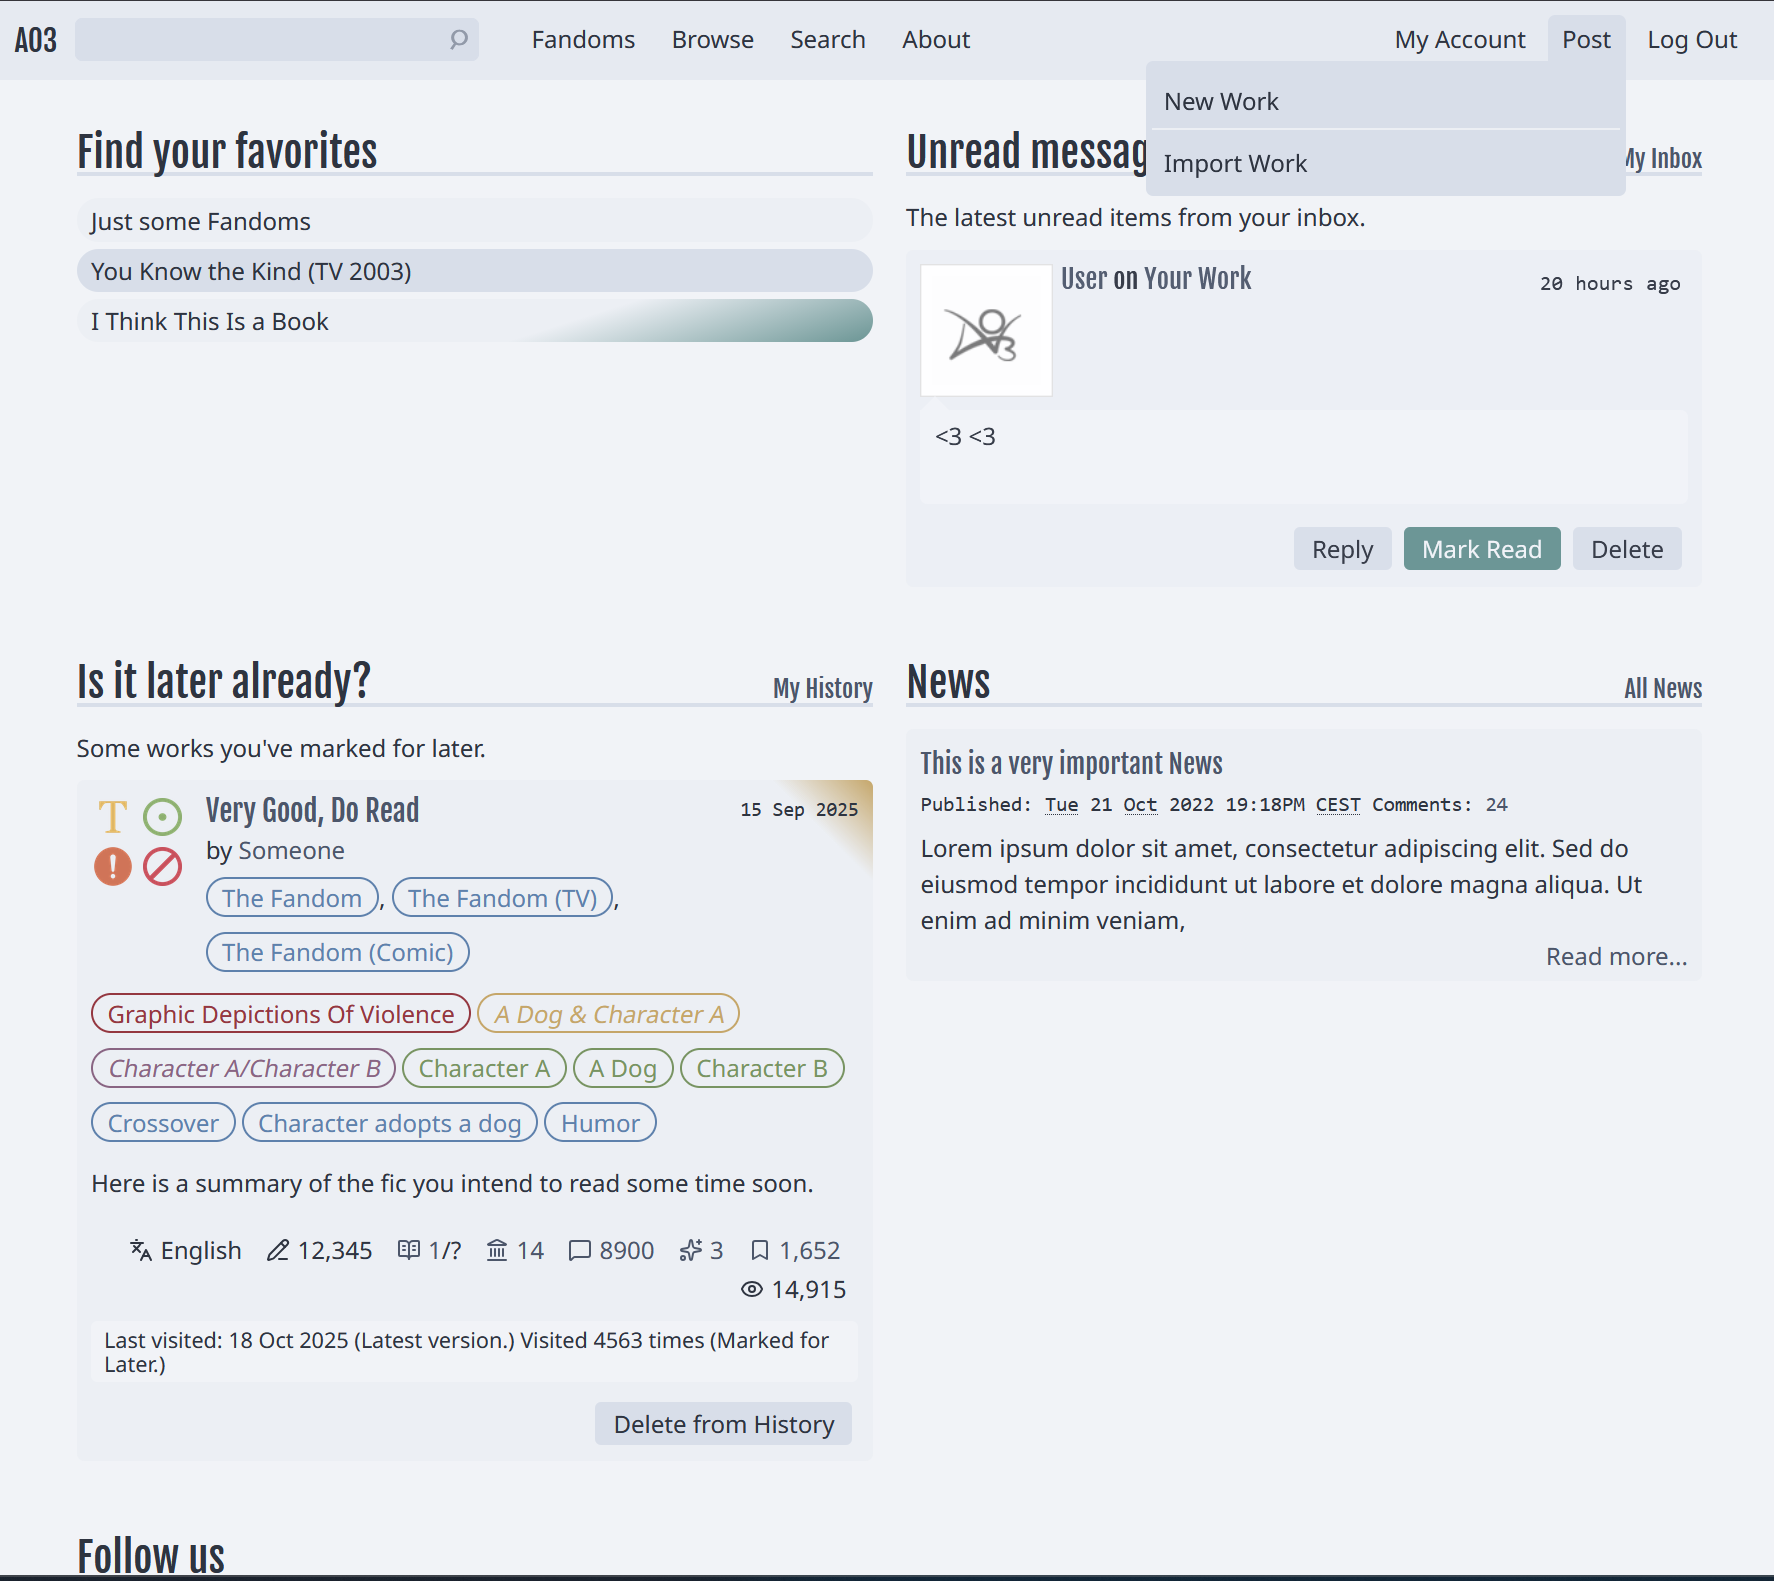 AO3
Fandoms Browse Search About
My Account Post Log Out
New Work
Import Work
Find your favorites
Just some Fandoms
You Know the Kind (TV 2003)
I Think This Is a Book
Unread messag
My Inbox
The latest unread items from your inbox.
User on Your Work
20 hours ago
<3 <3
Reply Mark Read Delete
Is it later already?
My History
Some works you've marked for later.
T
Very Good, Do Read
15 Sep 2025
by Someone
The Fandom, The Fandom (TV),
The Fandom (Comic)
Graphic Depictions Of Violence A Dog & Character A
Character A/Character B Character A A Dog Character B
Crossover Character adopts a dog Humor
Here is a summary of the fic you intend to read some time soon.
English 12,345 1/? 14 8900 3 1,652
14,915
Last visited: 18 Oct 2025 (Latest version.) Visited 4563 times (Marked for
Later.)
Delete from History
News
All News
This is a very important News
Published: Tue 21 Oct 2022 19:18PM CEST Comments: 24
Lorem ipsum dolor sit amet, consectetur adipiscing elit. Sed do
eiusmod tempor incididunt ut labore et dolore magna aliqua. Ut
enim ad minim veniam,
Read more...
Follow us